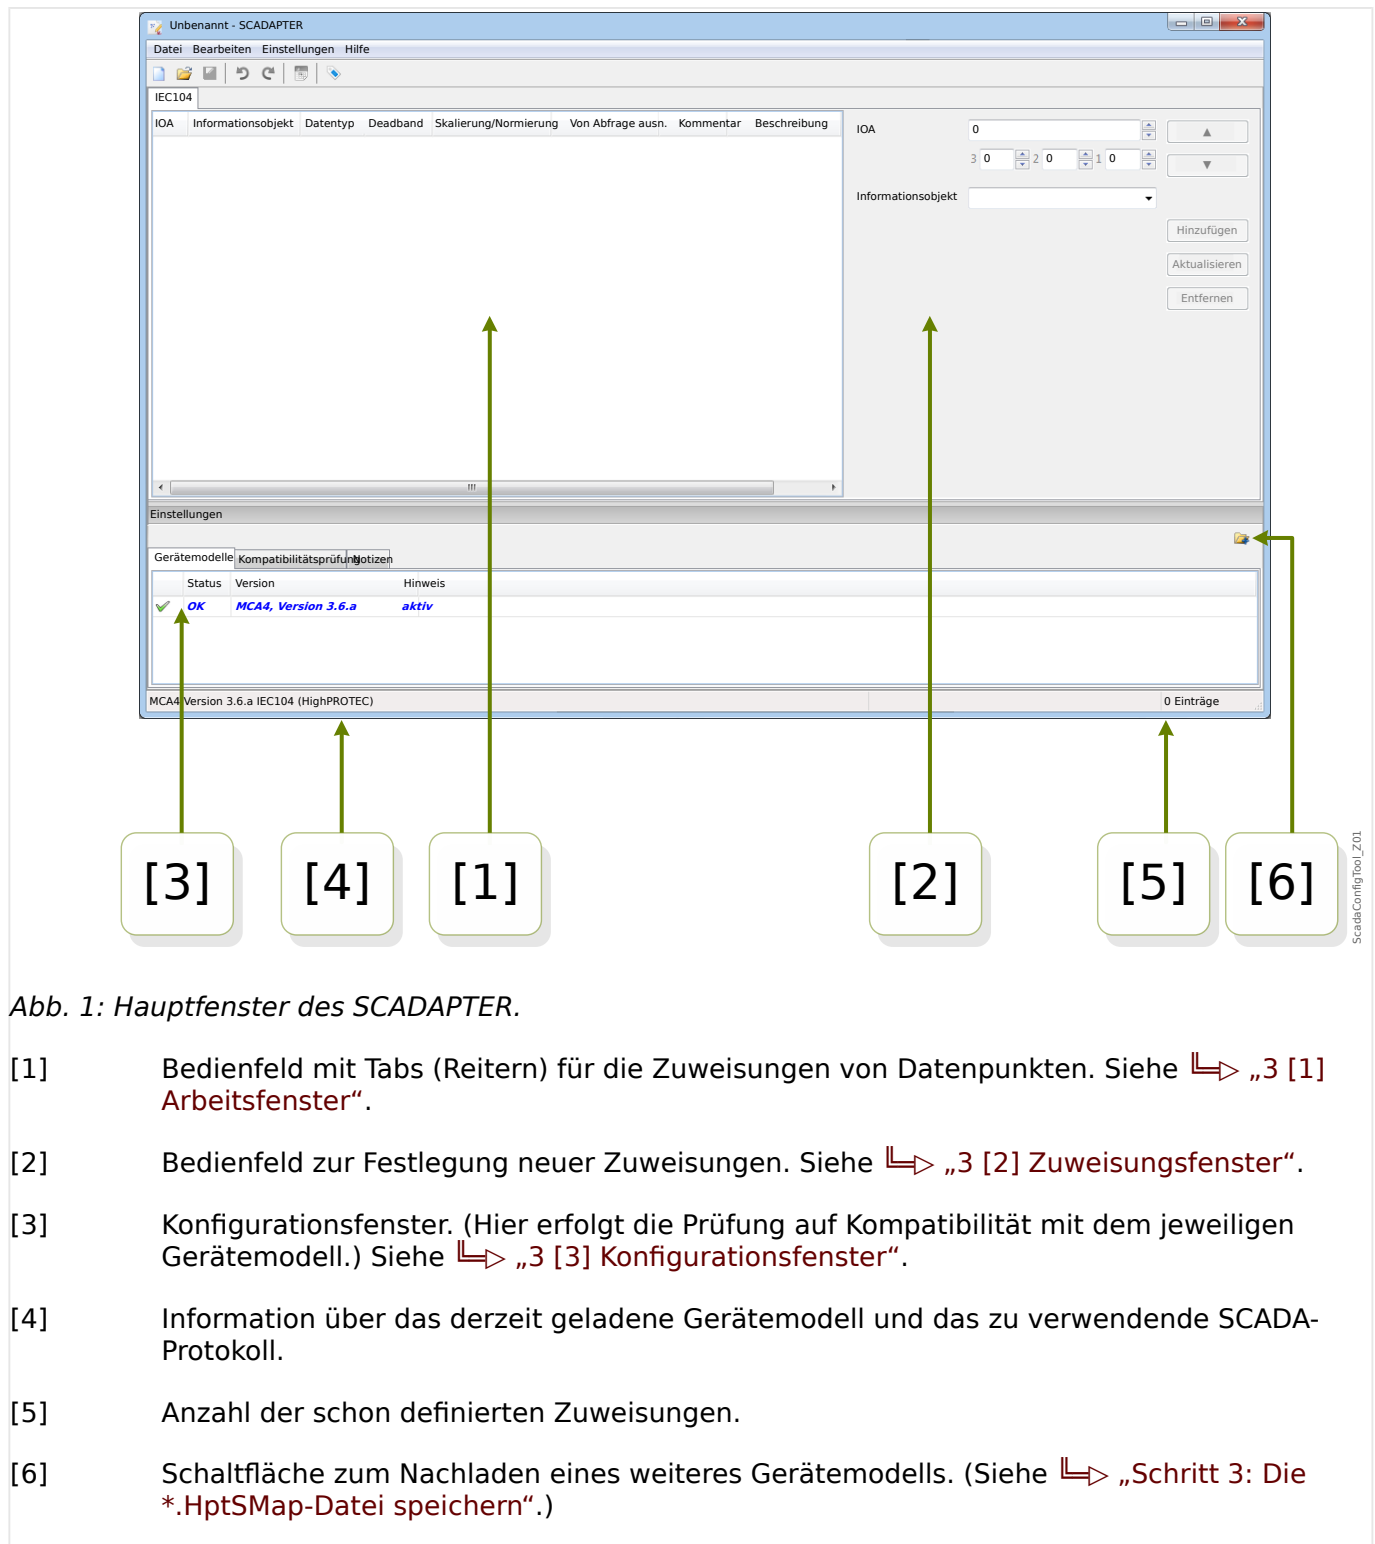 Unbenannt - SCADAPTER
Datei Bearbeiten Einstellungen Hilfe
IEC104
IOA Informationsobjekt Datentyp Deadband Skalierung/Normierung Von Abfrage ausn. Kommentar Beschreibung
IOA 0
3 0 2 0 1 0
Informationsobjekt
Hinzufügen
Aktualisieren
Entfernen
Einstellungen
Gerätemodelle Kompatibilitätsprüfung Notizen
Status Version Hinweis
OK MCA4, Version 3.6.a aktiv
MCA4 Version 3.6.a IEC104 (HighPROTEC) 0 Einträge
[3] [4] [1] [2] [5] [6]
ScadaConfigTool_Z01
Abb. 1: Hauptfenster des SCADAPTER.
[1] Bedienfeld mit Tabs (Reitern) für die Zuweisungen von Datenpunkten. Siehe ╚═▷ „3 [1]
Arbeitsfenster“.
[2] Bedienfeld zur Festlegung neuer Zuweisungen. Siehe ╚═▷ „3 [2] Zuweisungsfenster“.
[3] Konfigurationsfenster. (Hier erfolgt die Prüfung auf Kompatibilität mit dem jeweiligen
Gerätemodell.) Siehe ╚═▷ „3 [3] Konfigurationsfenster“.
[4] Information über das derzeit geladene Gerätemodell und das zu verwendende SCADA-
Protokoll.
[5] Anzahl der schon definierten Zuweisungen.
[6] Schaltfläche zum Nachladen eines weiteres Gerätemodells. (Siehe ╚═▷ „Schritt 3: Die
*.HptSMap-Datei speichern“.)